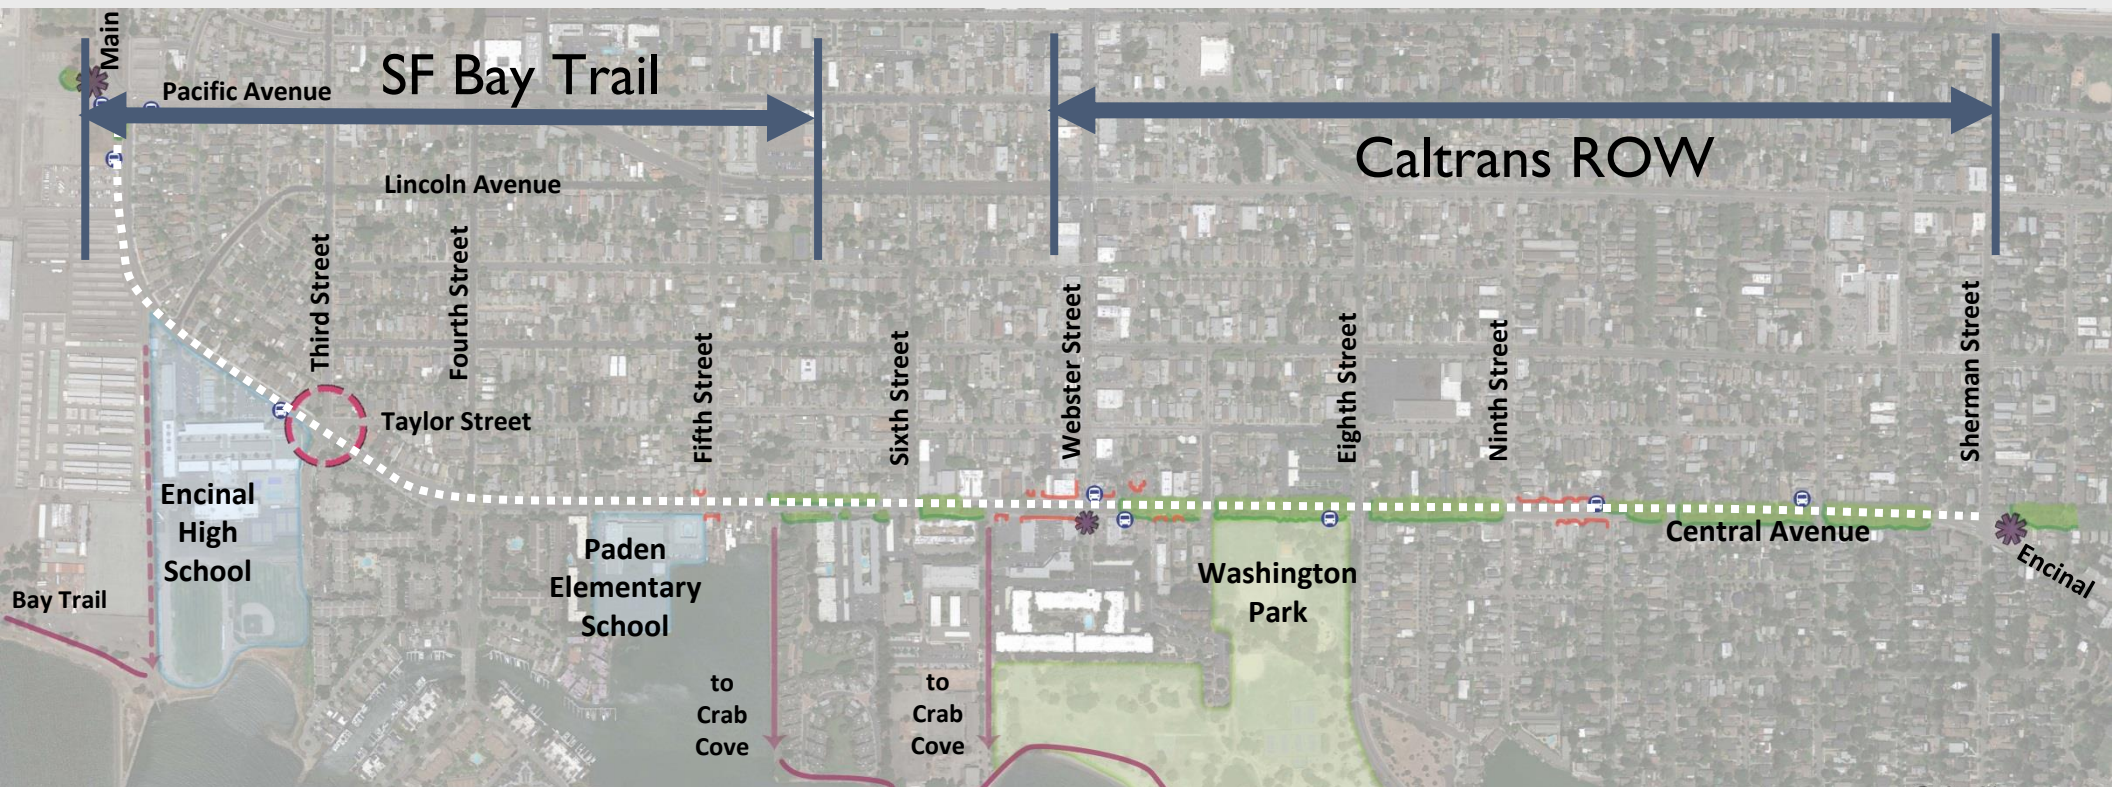 Main
SF Bay Trail
Pacific Avenue
Caltrans ROW
Lincoln Avenue
Third Street
Fourth Street
Fifth Street
Sixth Street
Webster Street
Eighth Street
Ninth Street
Sherman Street
Taylor Street
Encinal
High
School
Paden
Elementary
School
Washington
Park
Central Avenue
Encinal
Bay Trail
to
Crab
Cove
to
Crab
Cove